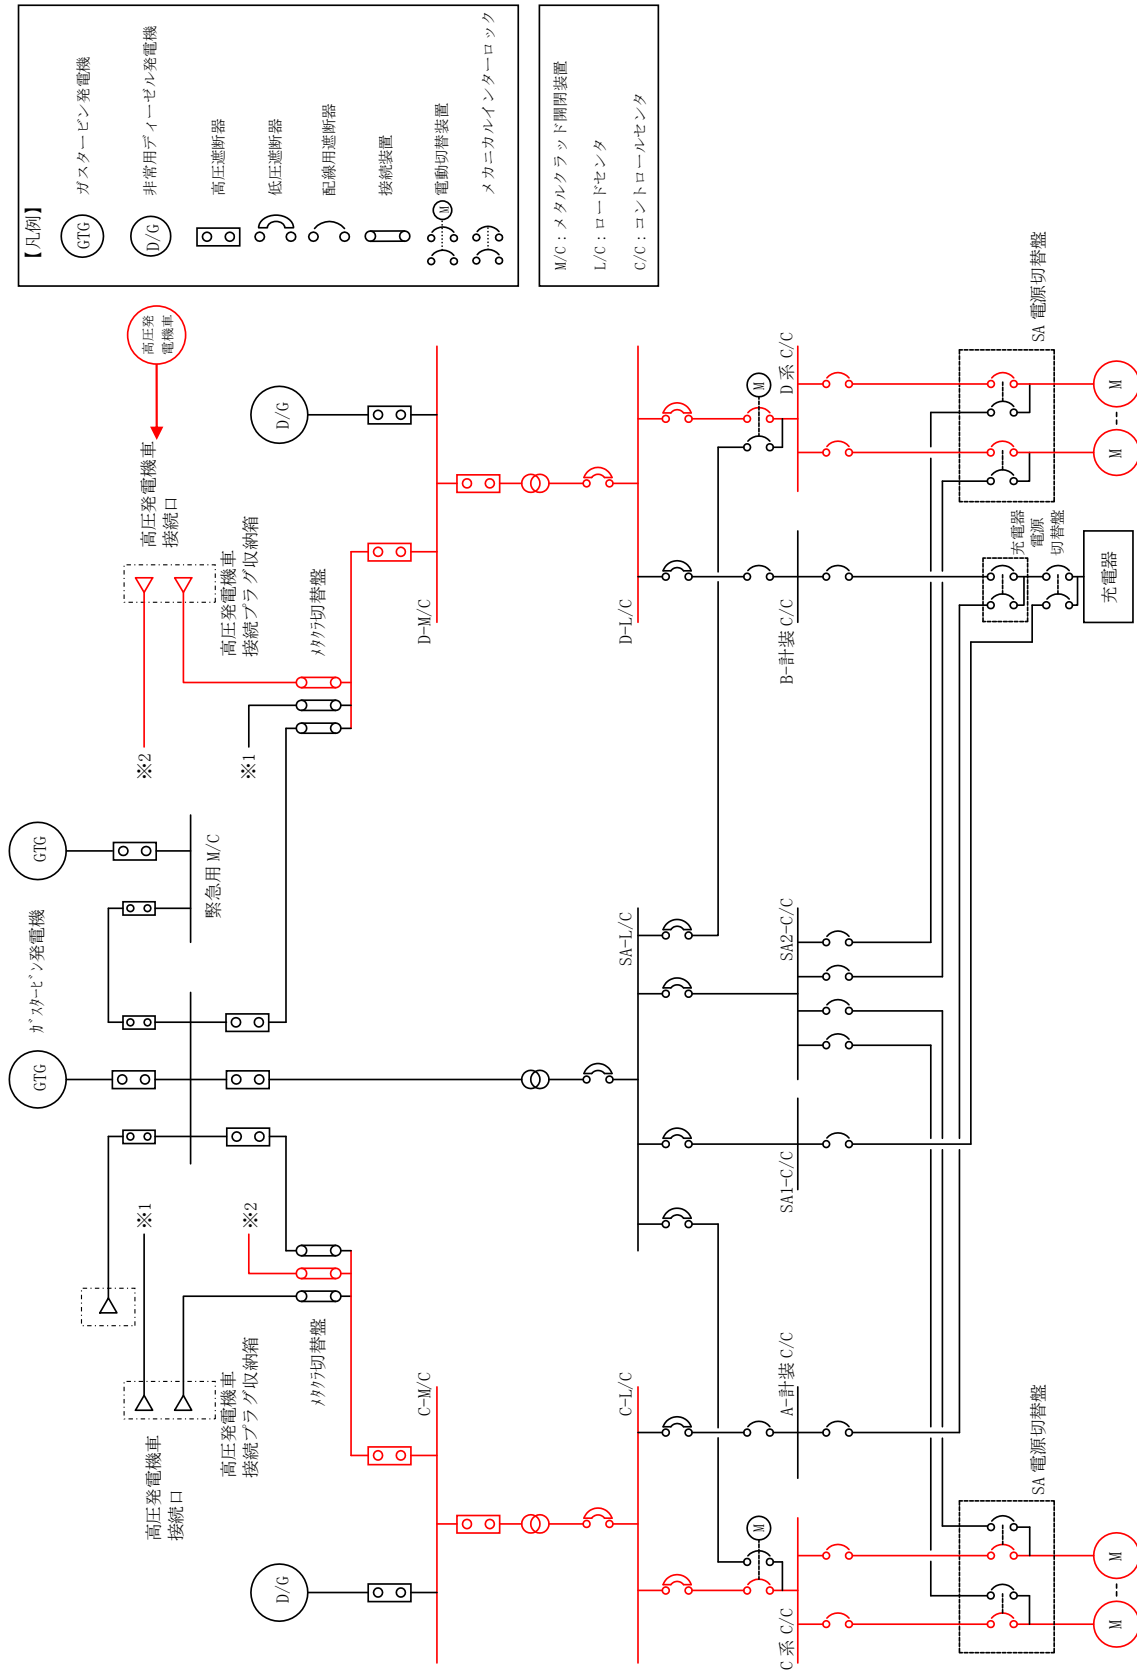 【凡例】
GTG ガスタービン発電機
D/G 非常用ディーゼル発電機
高圧遮断器
低圧遮断器
配線用遮断器
接続装置
M 電動切替装置
メカニカルインターロック
M/C：メタルクラッド開閉装置
L/C：ロードセンタ
C/C：コントロールセンタ
GTG
GTG
ｶﾞｽﾀｰﾋﾞﾝ発電機
緊急用 M/C
高圧発電機車
接続口
※1
高圧発電機車
接続プラグ収納箱
※2
ﾒﾀｸﾗ切替盤
D/G
C-M/C
C-L/C
M
C系 C/C
A-計装 C/C
SA 電源切替盤
M
M
高圧発
電機車
高圧発電機車
接続口
※2
高圧発電機車
接続プラグ収納箱
※1
ﾒﾀｸﾗ切替盤
D/G
D-M/C
D-L/C
SA-L/C
SA1-C/C
SA2-C/C
B-計装 C/C
M
D系 C/C
充電器
電源
切替盤
充電器
SA 電源切替盤
M
M